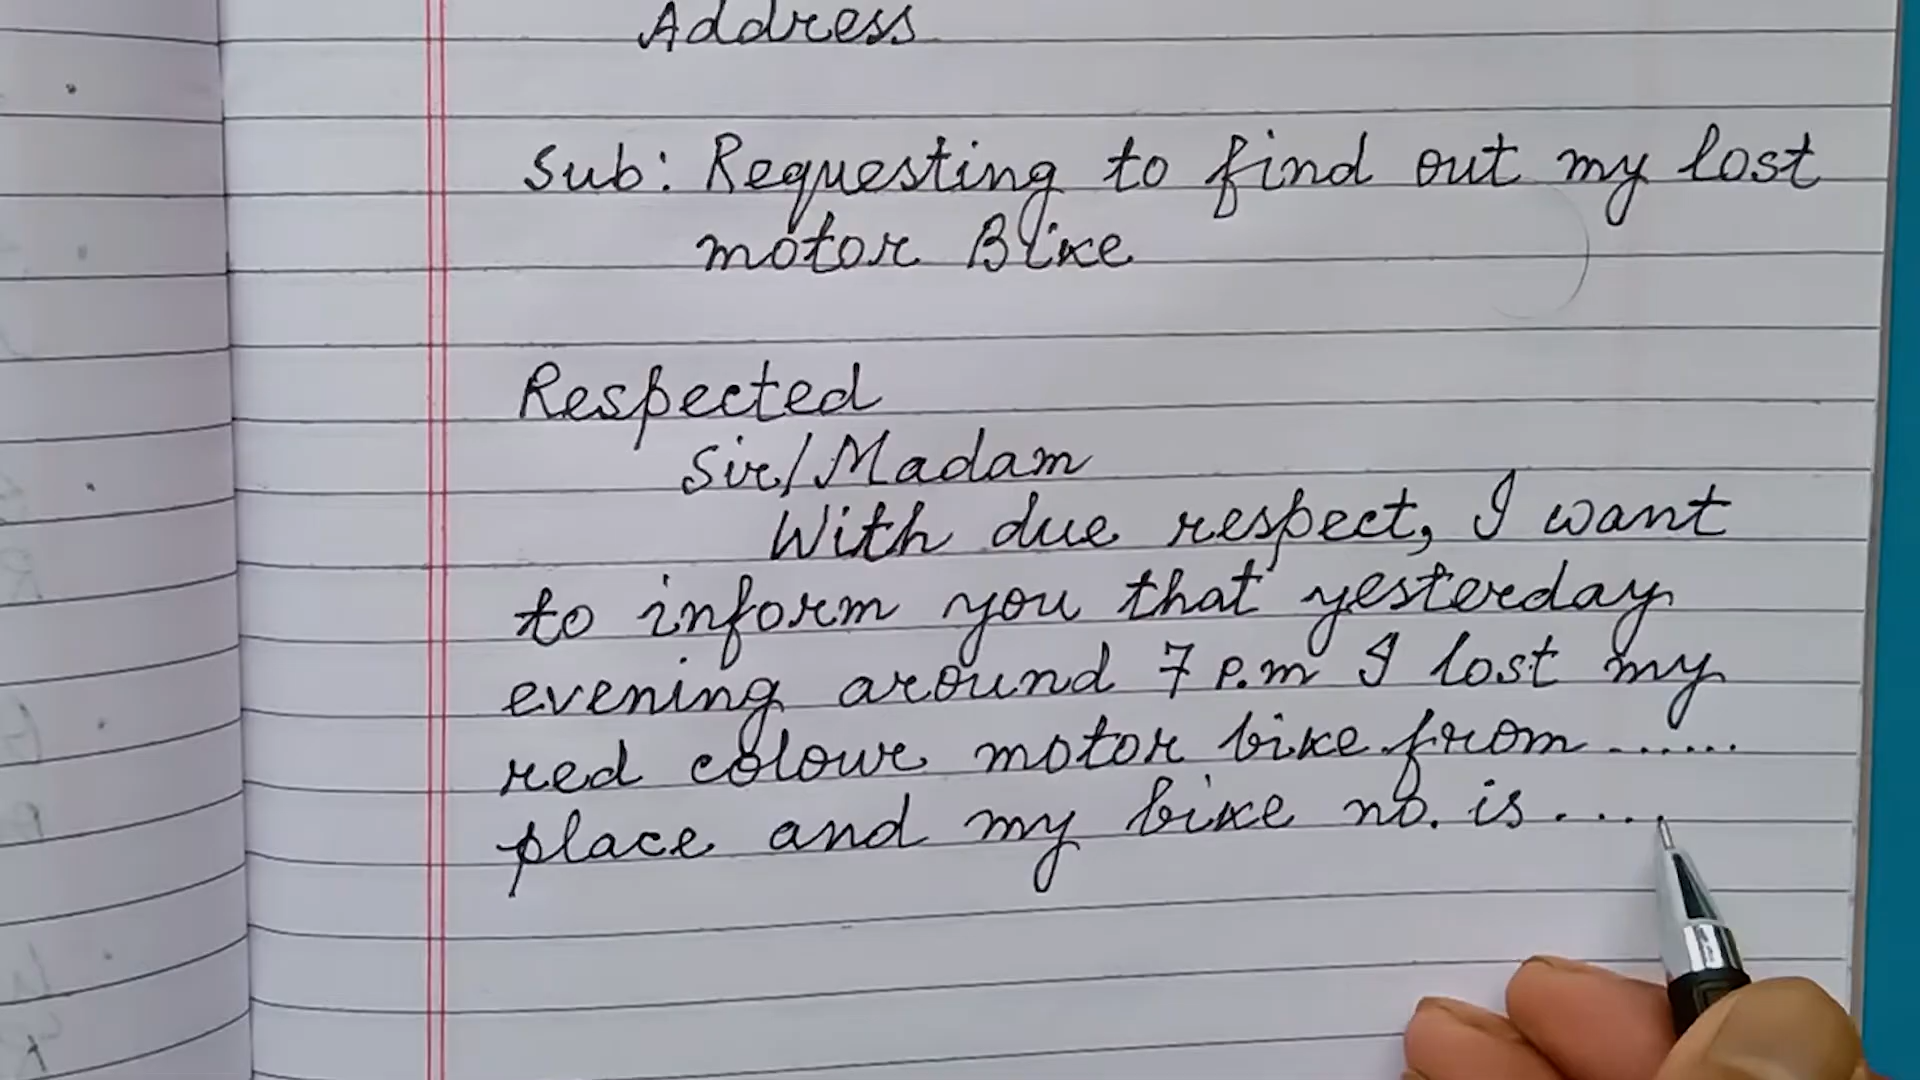 Address
Sub: Requesting to find out my lost
motor Bike
Respected
Sir/Madam
With due respect, I want
to inform you that yesterday
evening around 7 P.m I lost my
red colour motor bike from ......
place and my bike no. is ....